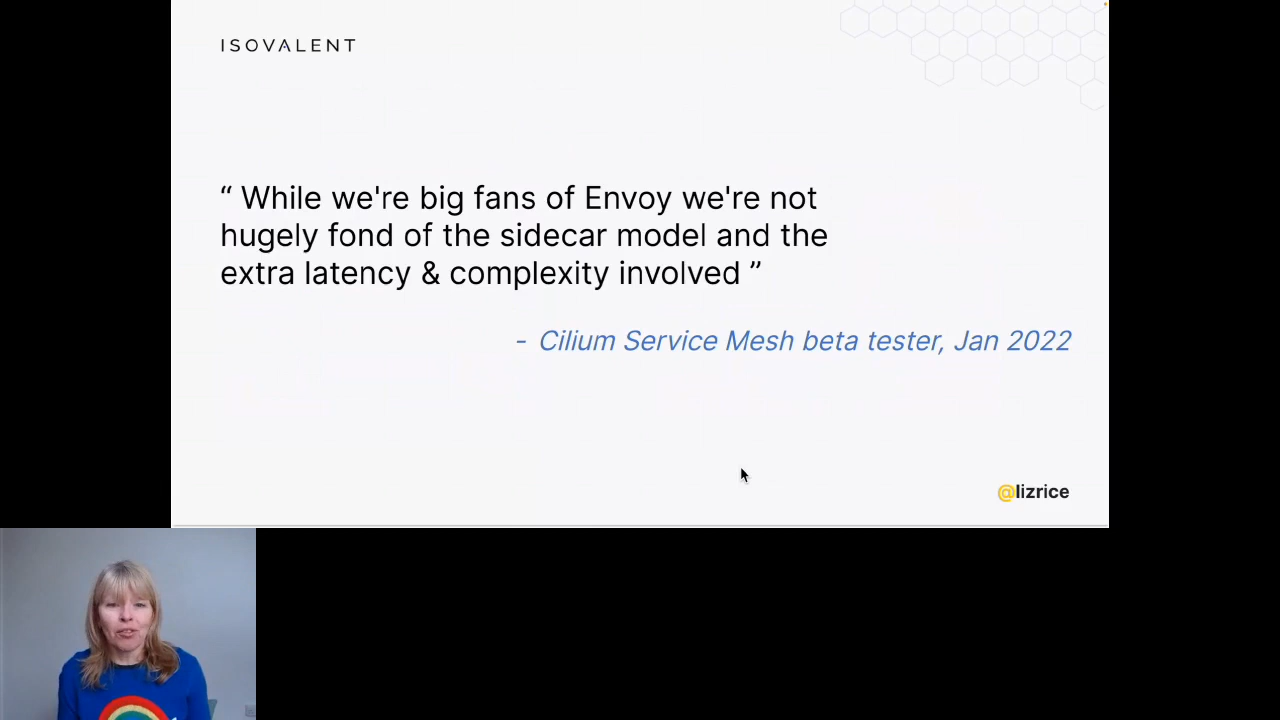 ISOVALENT
“ While we're big fans of Envoy we're not
hugely fond of the sidecar model and the
extra latency & complexity involved ”
- Cilium Service Mesh beta tester, Jan 2022
@lizrice